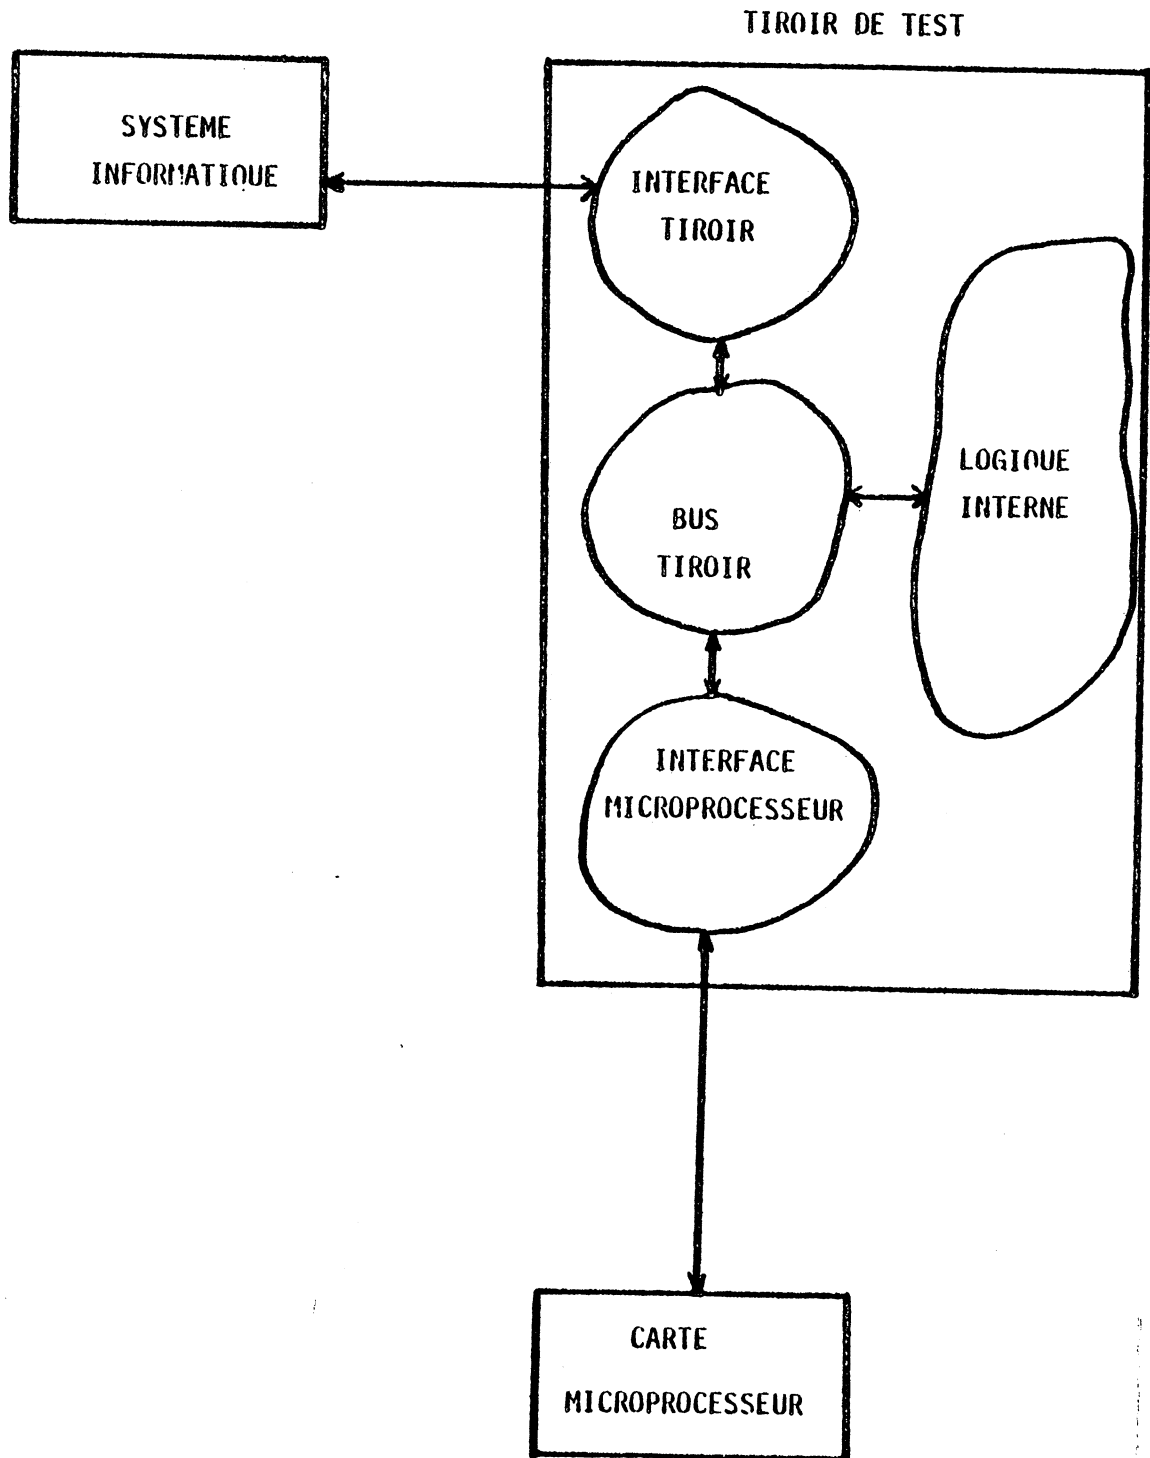 TIROIR DE TEST
SYSTEME
INFORMATIQUE
INTERFACE
TIROIR
LOGIQUE
INTERNE
BUS
TIROIR
INTERFACE
MICROPROCESSEUR
CARTE
MICROPROCESSEUR